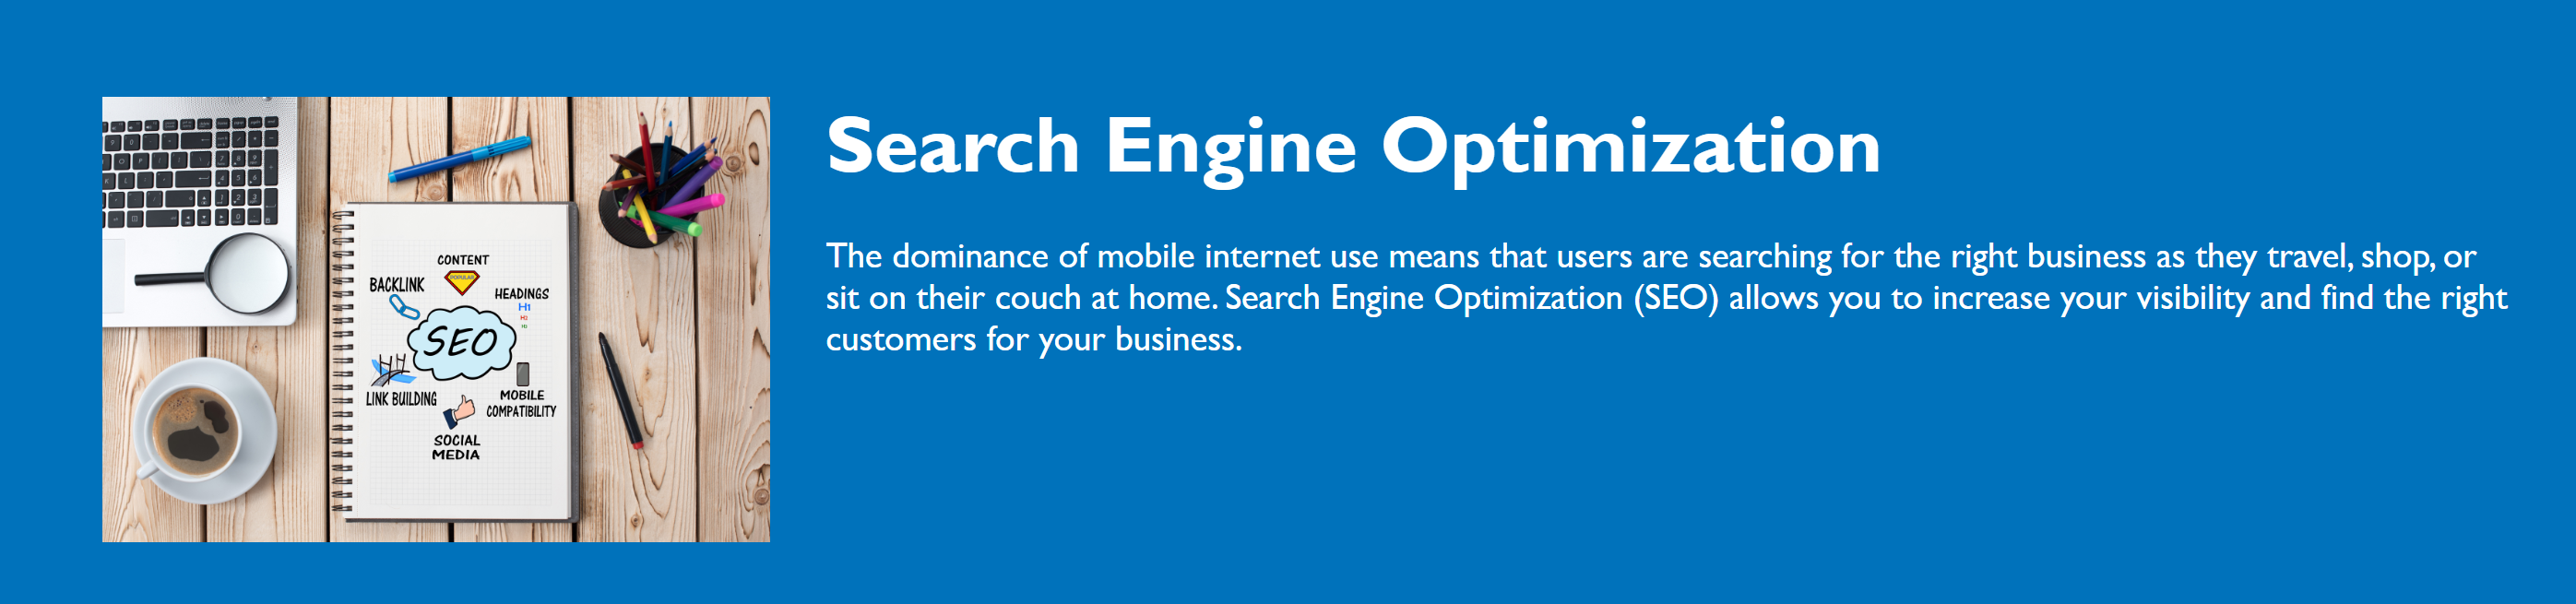 Search Engine Optimization
The dominance of mobile internet use means that users are searching for the right business as they travel, shop, or
sit on their couch at home. Search Engine Optimization (SEO) allows you to increase your visibility and find the right
customers for your business.
CONTENT
POPULAR
BACKLINK
HEADINGS
H1
H2
H3
SEO
LINK BUILDING
MOBILE
COMPATIBILITY
SOCIAL
MEDIA